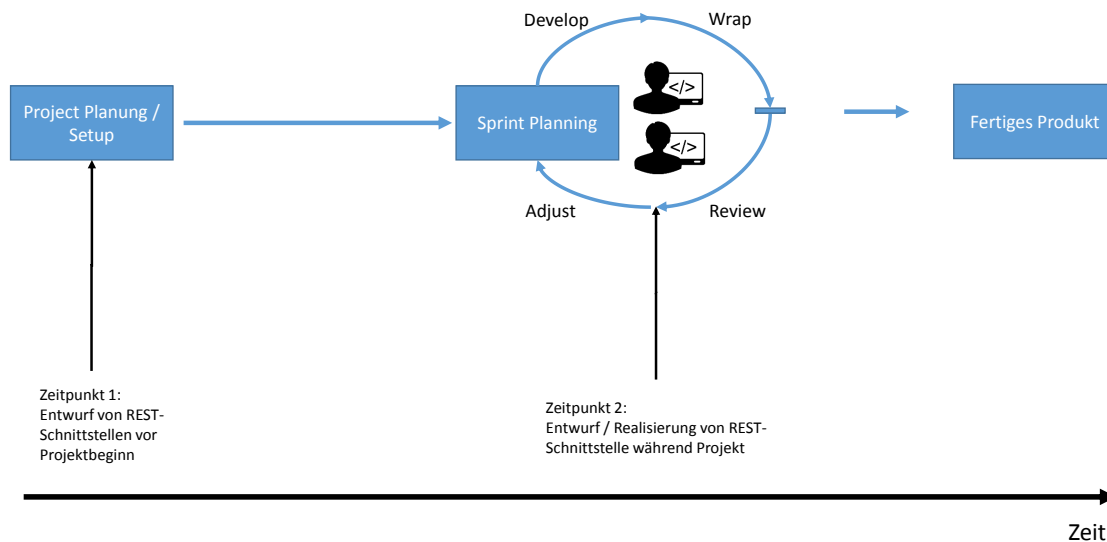 Develop
Wrap
Project Planung /
Setup
Sprint Planning
</>
</>
Fertiges Produkt
Adjust
Review
Zeitpunkt 1:
Entwurf von REST-
Schnittstellen vor
Projektbeginn
Zeitpunkt 2:
Entwurf / Realisierung von REST-
Schnittstelle während Projekt
Zeit